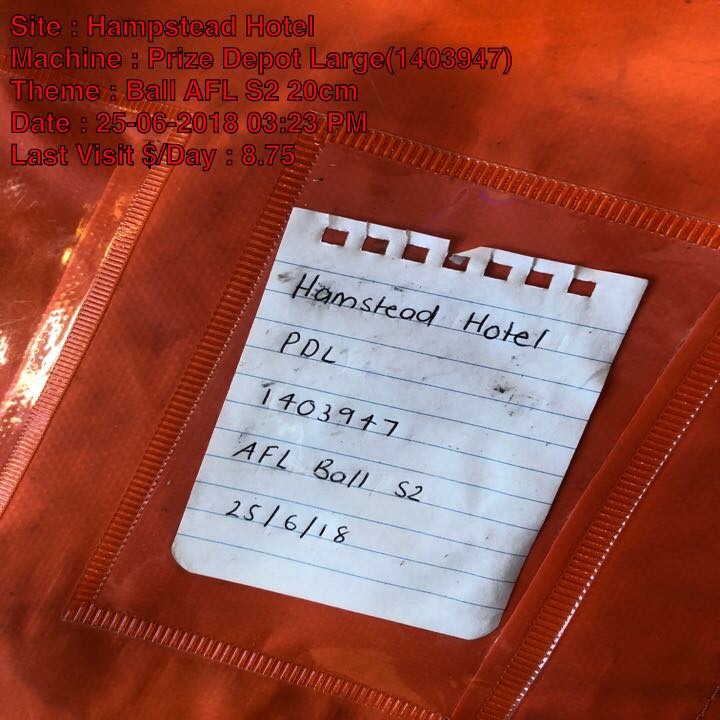 Site : Hampstead Hotel
Machine : Prize Depot Large(1403947)
Theme : Ball AFL S2 20cm
Date : 25-06-2018 03:23 PM
Last Visit $/Day : 8.75
Hamstead Hotel
PDL
1403947
AFL Ball S2
25/6/18